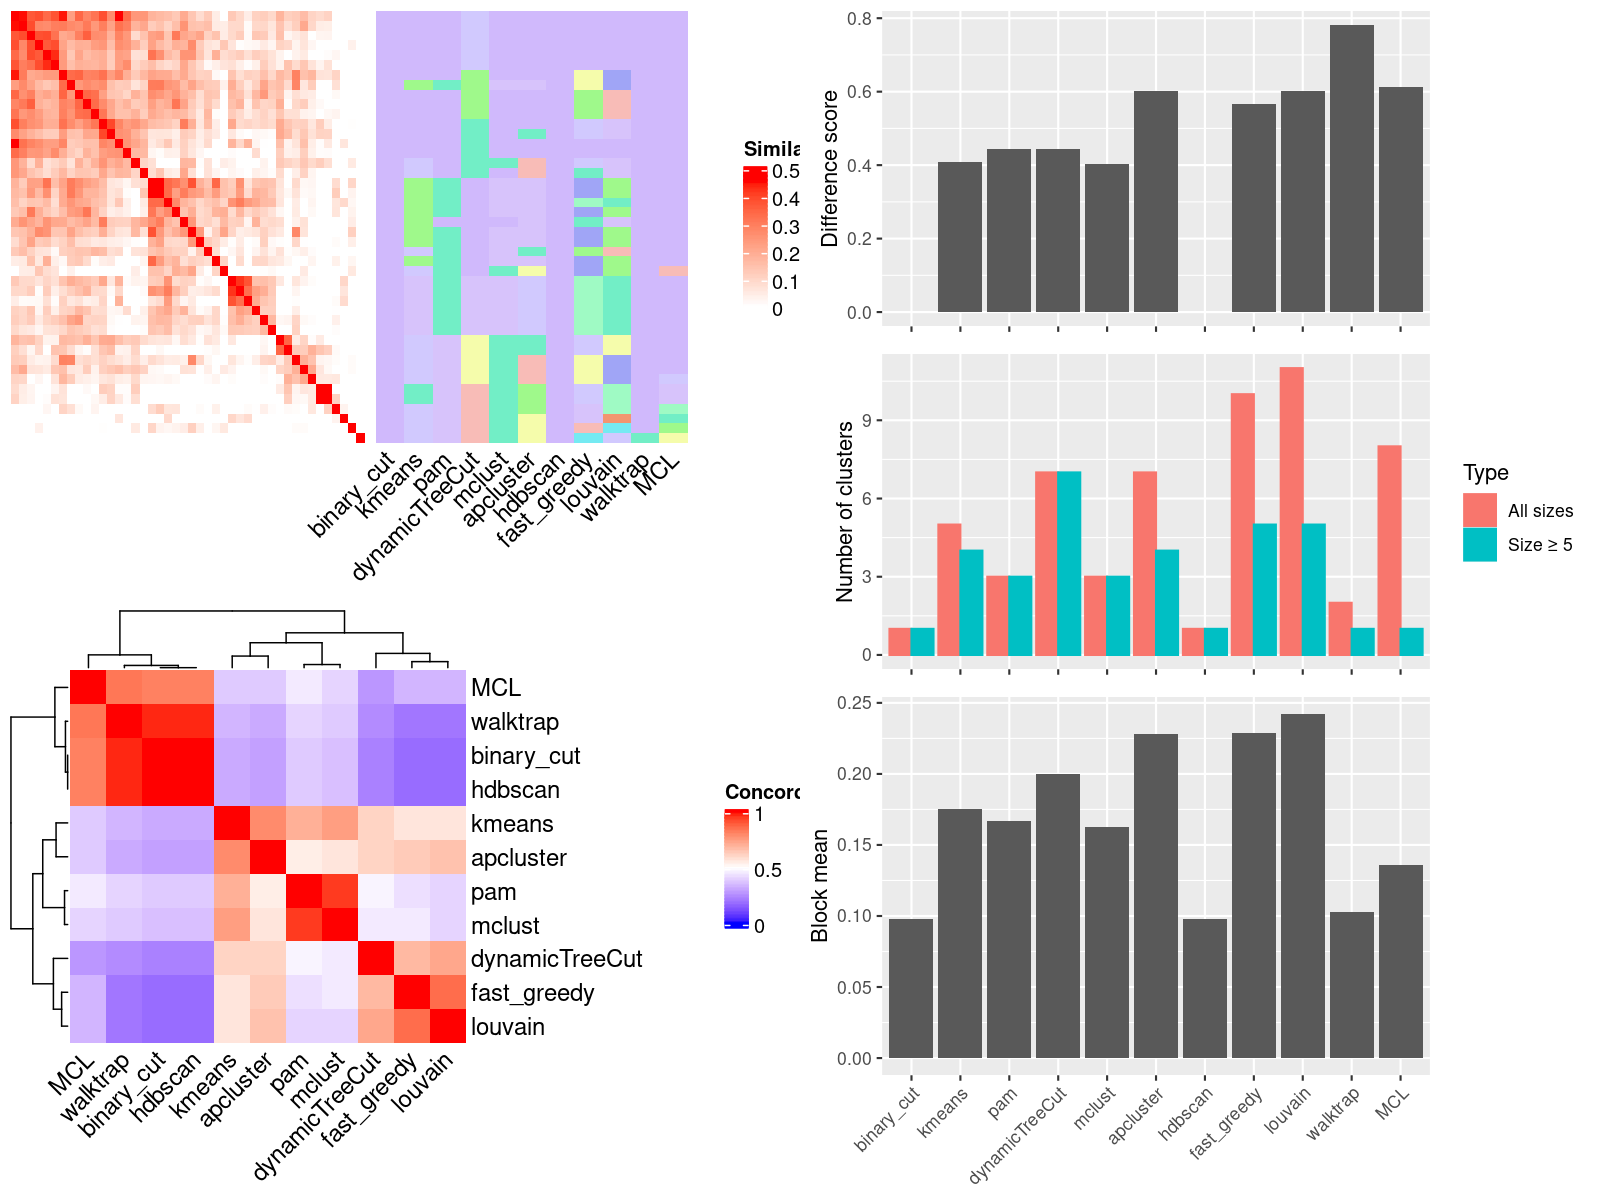 Simila
0.5
0.4
0.3
0.2
0.1
0
binary_cut
kmeans
pam
dynamicTreeCut
mclust
apcluster
hdbscan
fast_greedy
louvain
walktrap
MCL
MCL
walktrap
binary_cut
hdbscan
kmeans
apcluster
pam
mclust
dynamicTreeCut
fast_greedy
louvain
MCL
walktrap
binary_cut
hdbscan
kmeans
apcluster
pam
mclust
dynamicTreeCut
fast_greedy
louvain
Concord
1
0.5
0
Difference score
0.8
0.6
0.4
0.2
0.0
Number of clusters
9
6
3
0
Type
All sizes
Size ≥ 5
Block mean
0.25
0.20
0.15
0.10
0.05
0.00
binary_cut
kmeans
pam
dynamicTreeCut
mclust
apcluster
hdbscan
fast_greedy
louvain
walktrap
MCL